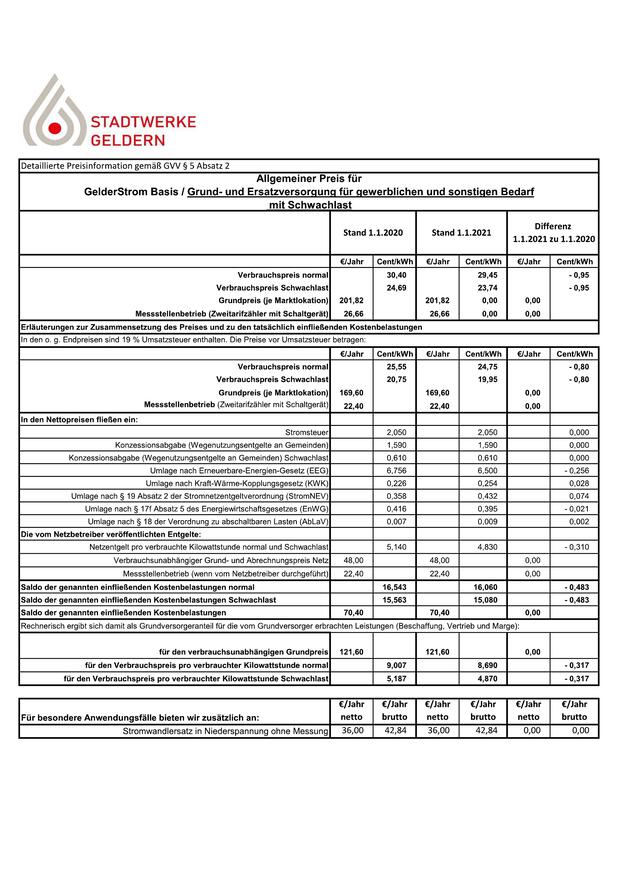 STADTWERKE
GELDERN
Detaillierte Preisinformation gemäß GVV § 5 Absatz 2
Allgemeiner Preis für
GelderStrom Basis / Grund- und Ersatzversorgung für gewerblichen und sonstigen Bedarf
mit Schwachlast
Stand 1.1.2020 Stand 1.1.2021 Differenz
1.1.2021 zu 1.1.2020
€/Jahr Cent/kWh €/Jahr Cent/kWh €/Jahr Cent/kWh
Verbrauchspreis normal 30,40 29,45 - 0,95
Verbrauchspreis Schwachlast 24,69 23,74 - 0,95
Grundpreis (je Marktlokation) 201,82 201,82 0,00 0,00
Messstellenbetrieb (Zweitarifzähler mit Schaltgerät) 26,66 26,66 0,00 0,00
Erläuterungen zur Zusammensetzung des Preises und zu den tatsächlich einfließenden Kostenbelastungen
In den o. g. Endpreisen sind 19 % Umsatzsteuer enthalten. Die Preise vor Umsatzsteuer betragen:
€/Jahr Cent/kWh €/Jahr Cent/kWh €/Jahr Cent/kWh
Verbrauchspreis normal 25,55 24,75 - 0,80
Verbrauchspreis Schwachlast 20,75 19,95 - 0,80
Grundpreis (je Marktlokation) 169,60 169,60 0,00
Messstellenbetrieb (Zweitarifzähler mit Schaltgerät) 22,40 22,40 0,00
In den Nettopreisen fließen ein:
Stromsteuer 2,050 2,050 0,000
Konzessionsabgabe (Wegenutzungsentgelte an Gemeinden) 1,590 1,590 0,000
Konzessionsabgabe (Wegenutzungsentgelte an Gemeinden) Schwachlast 0,610 0,610 0,000
Umlage nach Erneuerbare-Energien-Gesetz (EEG) 6,756 6,500 - 0,256
Umlage nach Kraft-Wärme-Kopplungsgesetz (KWK) 0,226 0,254 0,028
Umlage nach § 19 Absatz 2 der Stromnetzentgeltverordnung (StromNEV) 0,358 0,432 0,074
Umlage nach § 17f Absatz 5 des Energiewirtschaftsgesetzes (EnWG) 0,416 0,395 - 0,021
Umlage nach § 18 der Verordnung zu abschaltbaren Lasten (AbLaV) 0,007 0,009 0,002
Die vom Netzbetreiber veröffentlichten Entgelte:
Netzentgelt pro verbrauchte Kilowattstunde normal und Schwachlast 5,140 4,830 - 0,310
Verbrauchsunabhängiger Grund- und Abrechnungspreis Netz 48,00 48,00 0,00
Messstellenbetrieb (wenn vom Netzbetreiber durchgeführt) 22,40 22,40 0,00
Saldo der genannten einfließenden Kostenbelastungen normal 16,543 16,060 - 0,483
Saldo der genannten einfließenden Kostenbelastungen Schwachlast 15,563 15,080 - 0,483
Saldo der genannten einfließenden Kostenbelastungen 70,40 70,40 0,00
Rechnerisch ergibt sich damit als Grundversorgeranteil für die vom Grundversorger erbrachten Leistungen (Beschaffung, Vertrieb und Marge):
für den verbrauchsunabhängigen Grundpreis 121,60 121,60 0,00
für den Verbrauchspreis pro verbrauchter Kilowattstunde normal 9,007 8,690 - 0,317
für den Verbrauchspreis pro verbrauchter Kilowattstunde Schwachlast 5,187 4,870 - 0,317
€/Jahr €/Jahr €/Jahr €/Jahr €/Jahr €/Jahr
Für besondere Anwendungsfälle bieten wir zusätzlich an: netto brutto netto brutto netto brutto
Stromwandlersatz in Niederspannung ohne Messung 36,00 42,84 36,00 42,84 0,00 0,00